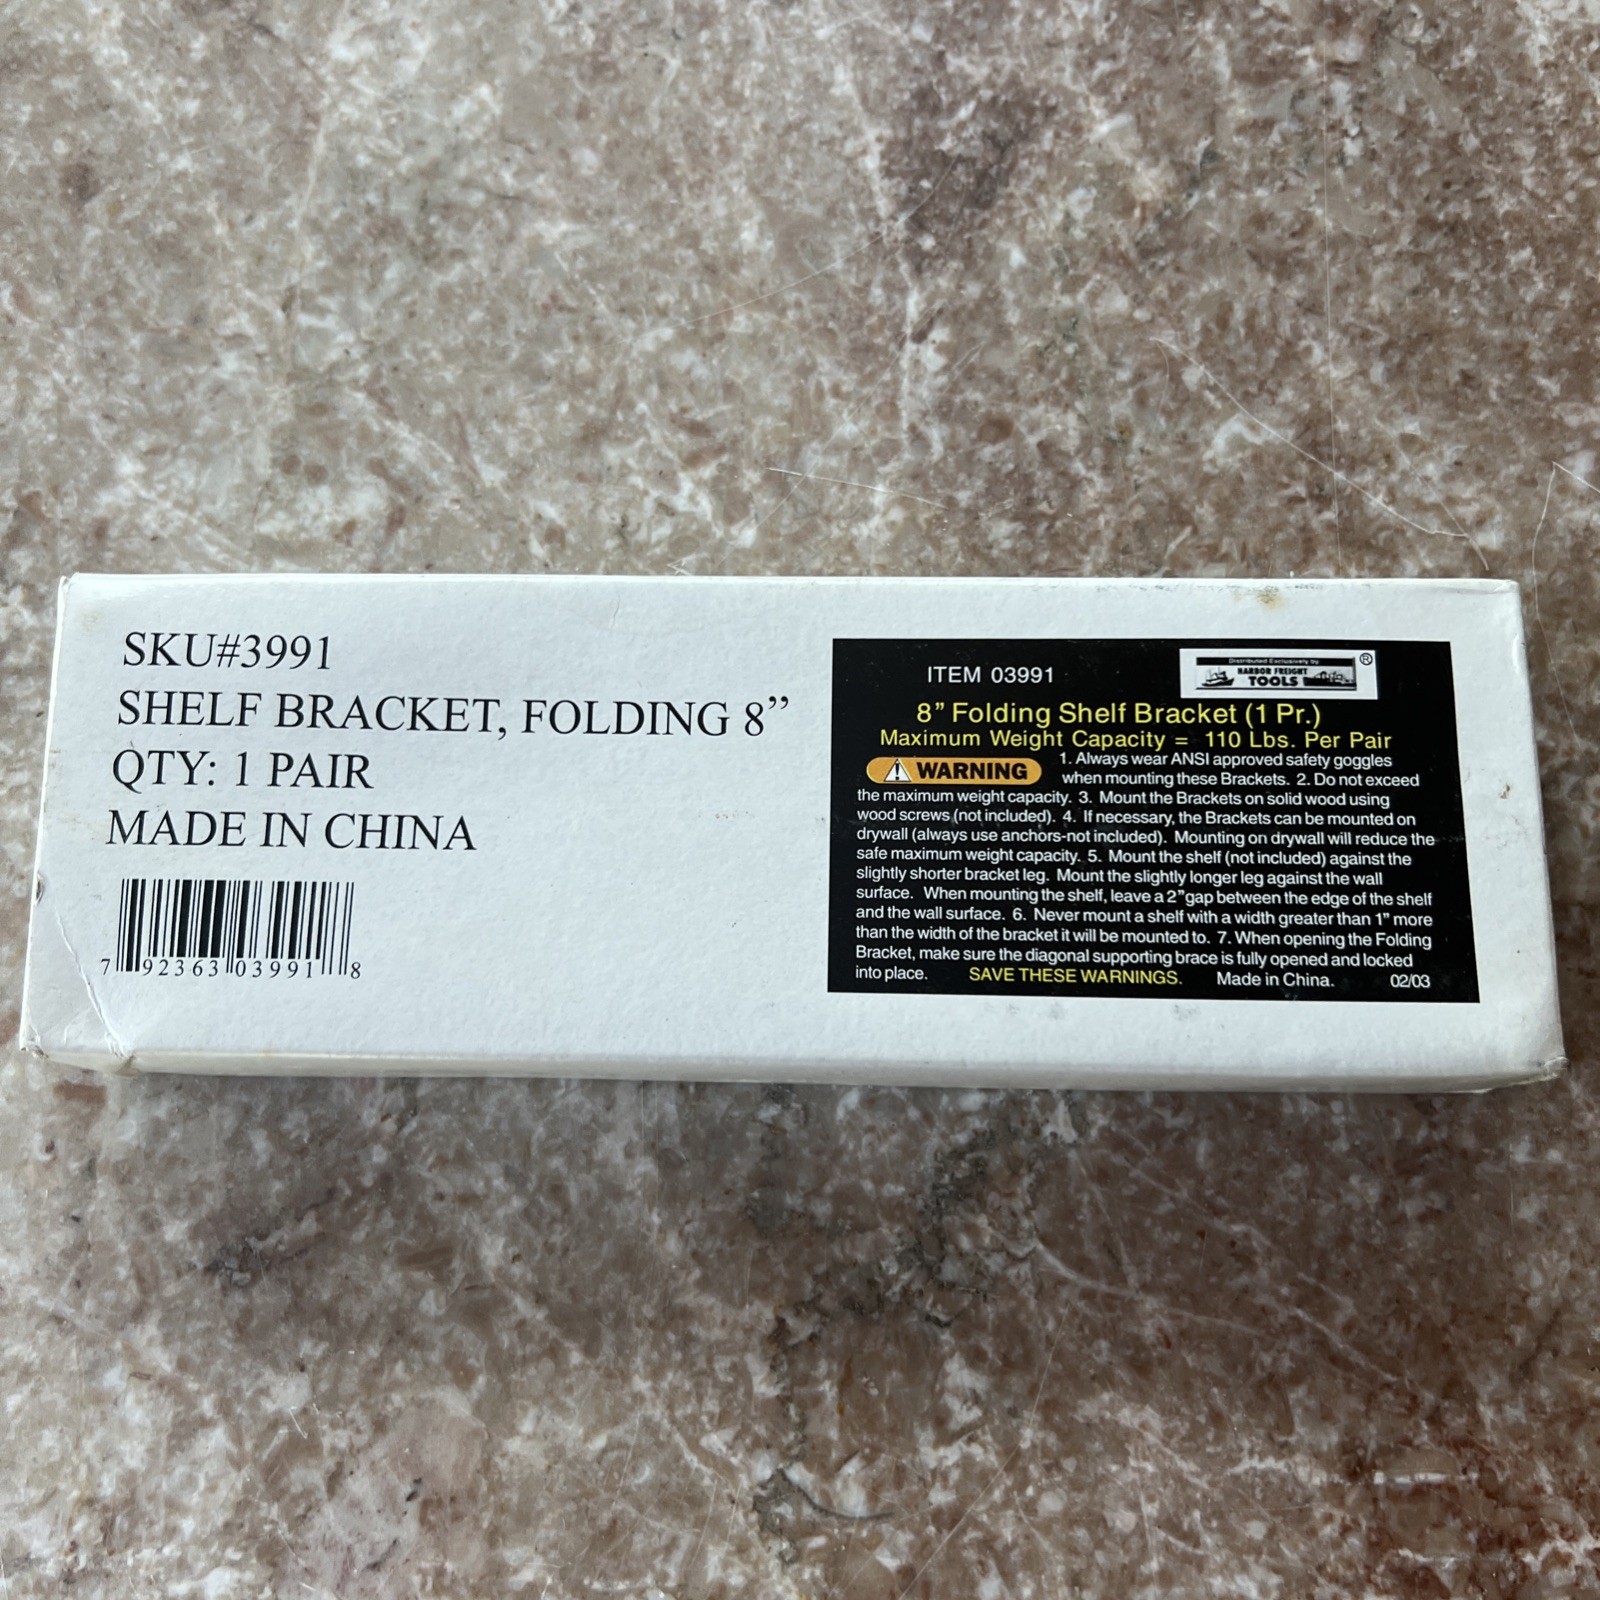 SKU#3991
SHELF BRACKET, FOLDING 8”
QTY: 1 PAIR
MADE IN CHINA
7 92363 03991 8
ITEM 03991
Distributed Exclusively by
HARBOR FREIGHT
TOOLS
®
8” Folding Shelf Bracket (1 Pr.)
Maximum Weight Capacity = 110 Lbs. Per Pair
WARNING 1. Always wear ANSI approved safety goggles
when mounting these Brackets. 2. Do not exceed
the maximum weight capacity. 3. Mount the Brackets on solid wood using
wood screws (not included). 4. If necessary, the Brackets can be mounted on
drywall (always use anchors-not included). Mounting on drywall will reduce the
safe maximum weight capacity. 5. Mount the shelf (not included) against the
slightly shorter bracket leg. Mount the slightly longer leg against the wall
surface. When mounting the shelf, leave a 2”gap between the edge of the shelf
and the wall surface. 6. Never mount a shelf with a width greater than 1” more
than the width of the bracket it will be mounted to. 7. When opening the Folding
Bracket, make sure the diagonal supporting brace is fully opened and locked
into place. SAVE THESE WARNINGS. Made in China. 02/03